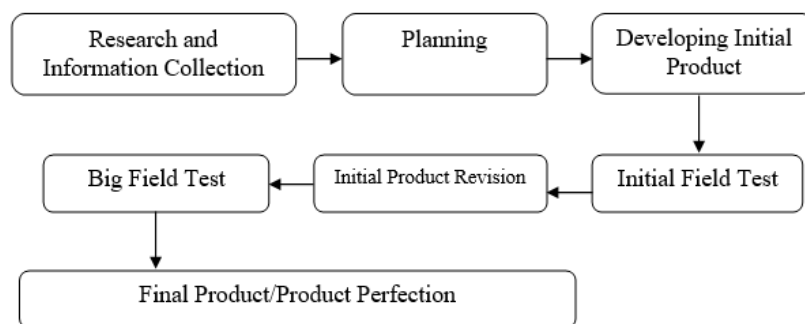 Research and
Information Collection
Planning
Developing Initial
Product
Big Field Test
Initial Product Revision
Initial Field Test
Final Product/Product Perfection